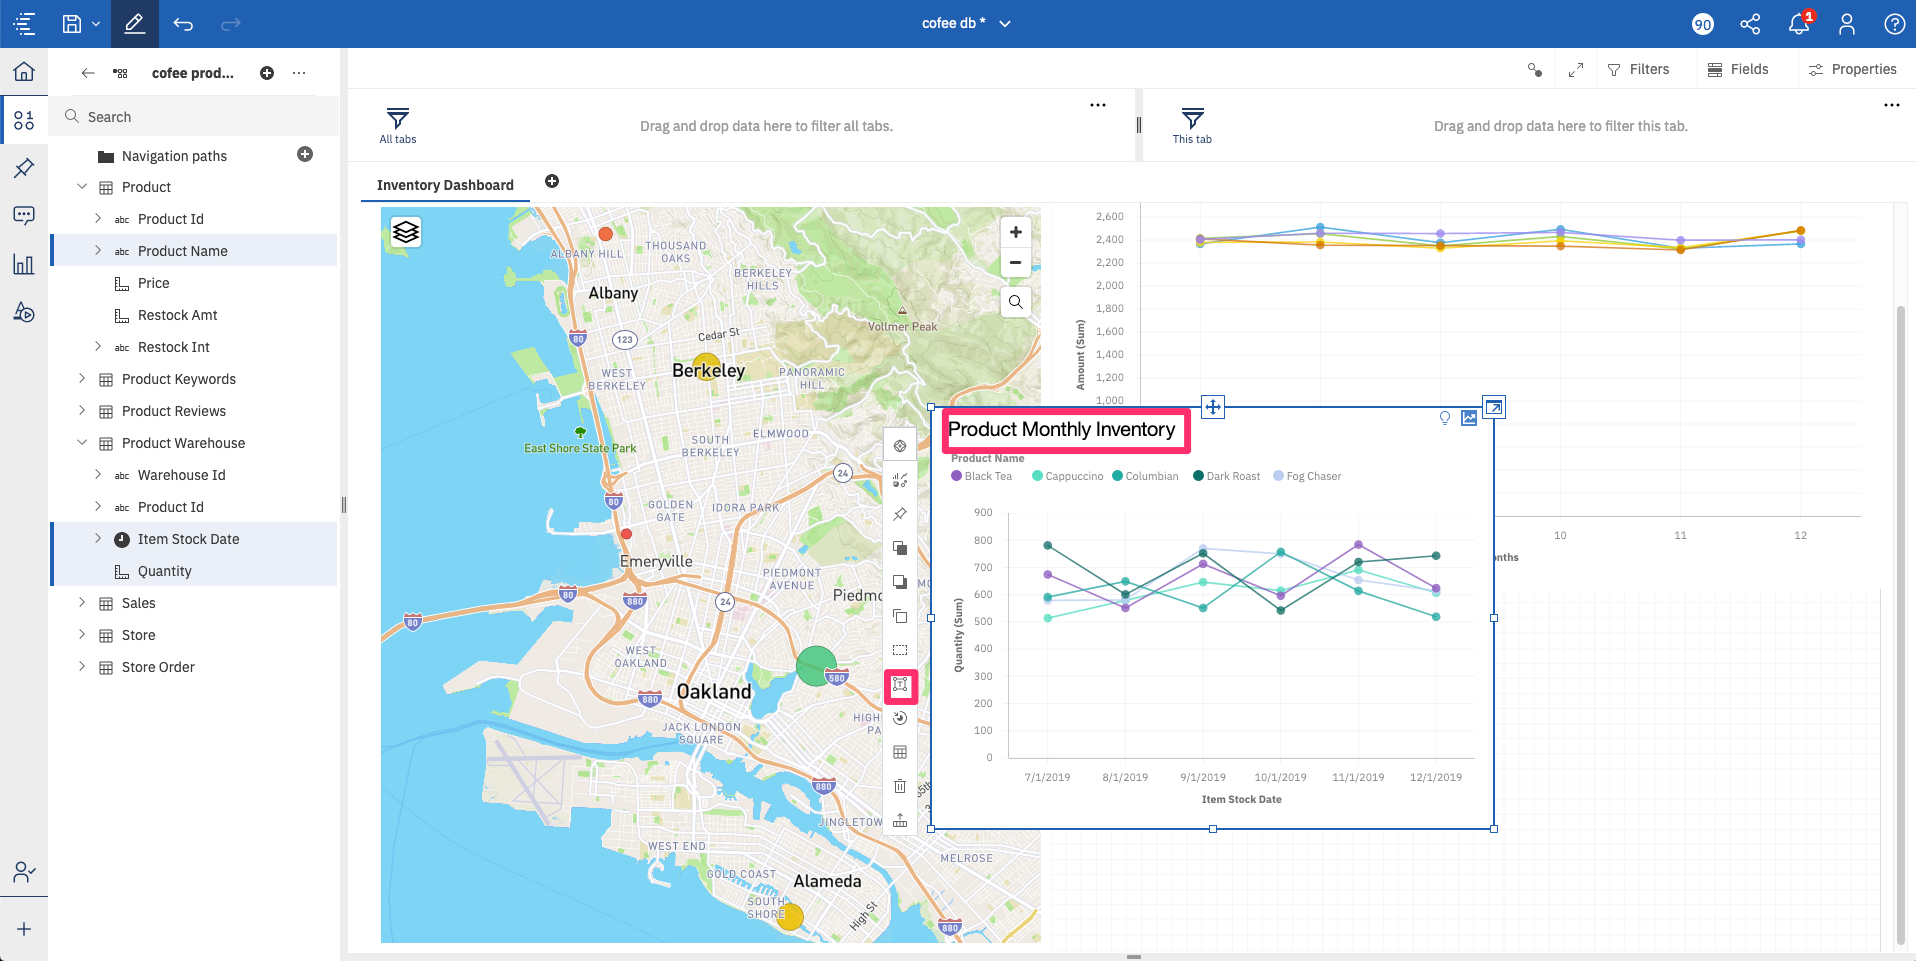 cofee db *
90
1
cofee prod...
Filters
Fields
Properties
Search
All tabs
Drag and drop data here to filter all tabs.
This tab
Drag and drop data here to filter this tab.
Navigation paths
Product
abc Product Id
abc Product Name
Price
Restock Amt
abc Restock Int
Product Keywords
Product Reviews
Product Warehouse
abc Warehouse Id
abc Product Id
Item Stock Date
Quantity
Sales
Store
Store Order
Inventory Dashboard
ALBANY HILL
THOUSAND
OAKS
BERKELEY
HILLS
Albany
Vollmer Peak
80
123
Cedar St
WEST
BERKELEY
Berkeley
PANORAMIC
HILL
East Shore State Park
SOUTH
BERKELEY
ELMWOOD
24
80
GOLDEN
GATE
IDORA PARK
Emeryville
PIEDMONT
AVENUE
80
880
24
Piedmo
80
WEST
OAKLAND
580
Oakland
880
JACK LONDON
SQUARE
HIGH
PA
880
JINGLETOW
WEST END
MELROSE
GOLD COAST
Alameda
SOUTH
SHORE
High St
880
2,600
2,400
2,200
2,000
1,800
1,600
1,400
1,200
1,000
Amount (Sum)
10
11
12
onths
Product Monthly Inventory
Product Name
Black Tea
Cappuccino
Columbian
Dark Roast
Fog Chaser
900
800
700
600
500
400
300
200
100
0
Quantity (Sum)
7/1/2019
8/1/2019
9/1/2019
10/1/2019
11/1/2019
12/1/2019
Item Stock Date